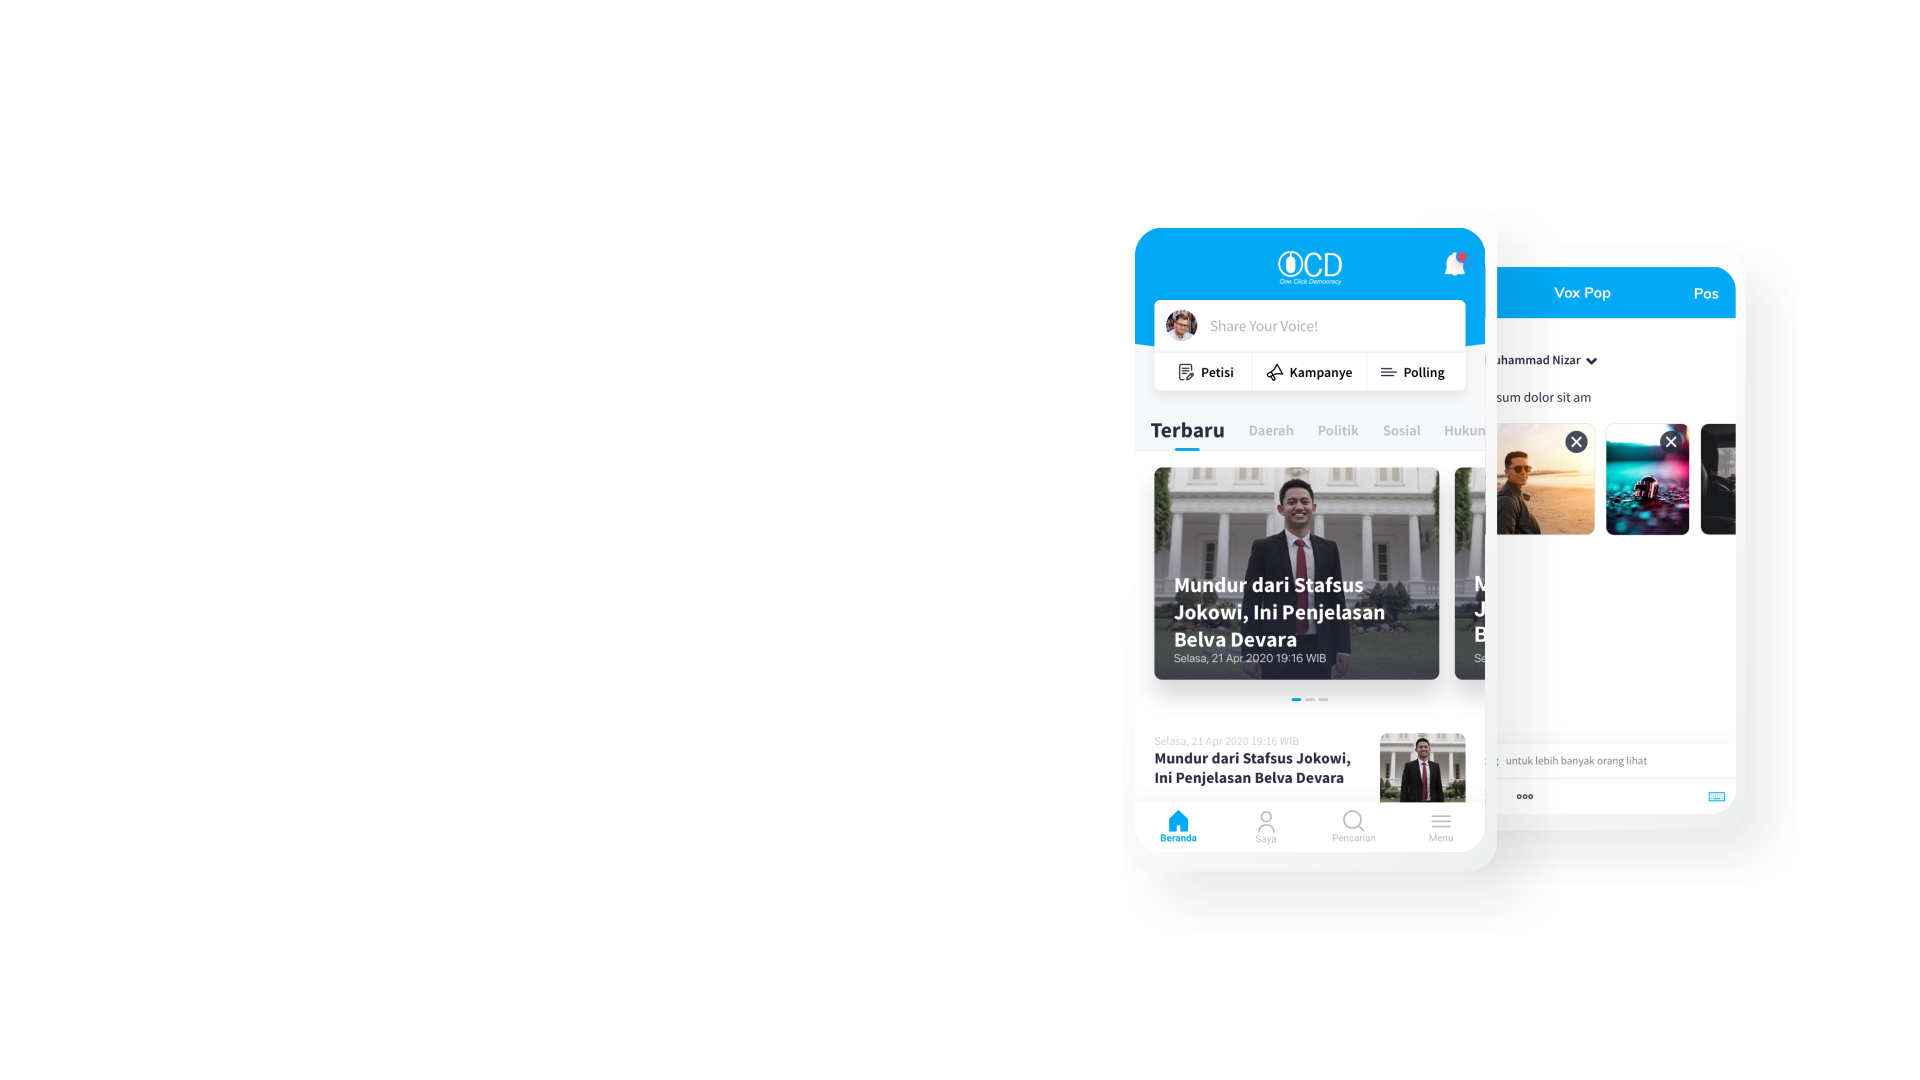 OCD
One Click Democracy
Share Your Voice!
Petisi
Kampanye
Polling
Terbaru
Daerah
Politik
Sosial
Mundur dari Stafsus
Jokowi, Ini Penjelasan
Belva Devara
Selasa, 21 Apr 2020 19:16 WIB
Selasa, 21 Apr 2020 19:16 WIB
Mundur dari Stafsus Jokowi,
Ini Penjelasan Belva Devara
Beranda
Saya
Pencarian
Menu
Vox Pop
Pos
uhammad Nizar
sum dolor sit am
untuk lebih banyak orang lihat